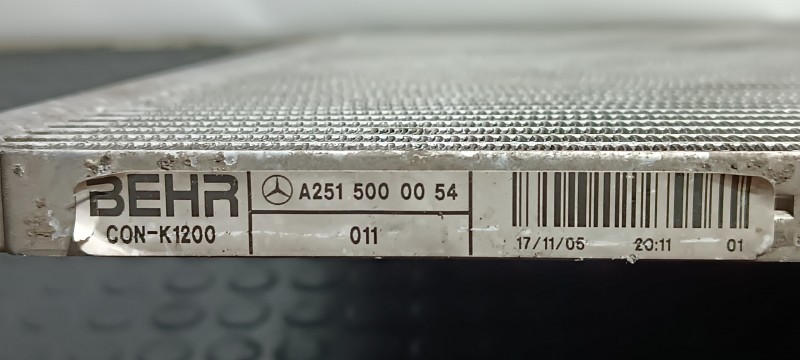 BEHR
CON-K1200
A251 500 00 54
011
17/11/05 20:11 01